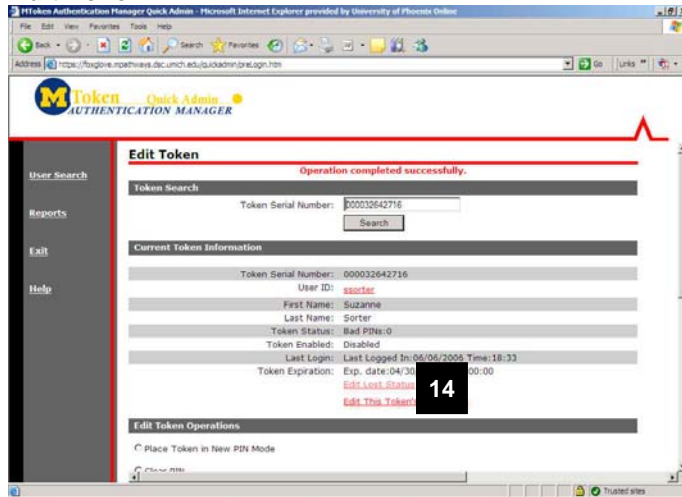 MToken Authentication Manager Quick Admin - Microsoft Internet Explorer provided by University of Phoenix Online
File Edit View Favorites Tools Help
Back Search Favorites
Address https://foxglove.mpathways.dsc.umich.edu/quickadmin/preLogin.htm Go Links
M Token Quick Admin
AUTHENTICATION MANAGER
Edit Token
Operation completed successfully.
User Search
Token Search
Token Serial Number: 000032642716
Reports
Search
Exit
Current Token Information
Token Serial Number: 000032642716
Help
User ID: ssorter
First Name: Suzanne
Last Name: Sorter
Token Status: Bad PINs:0
Token Enabled: Disabled
Last Login: Last Logged In:06/06/2006 Time:18:33
Token Expiration: Exp. date:04/30/ 00:00
Edit Lost Status
14
Edit This Token's
Edit Token Operations
Place Token in New PIN Mode
Clear PIN
Trusted sites